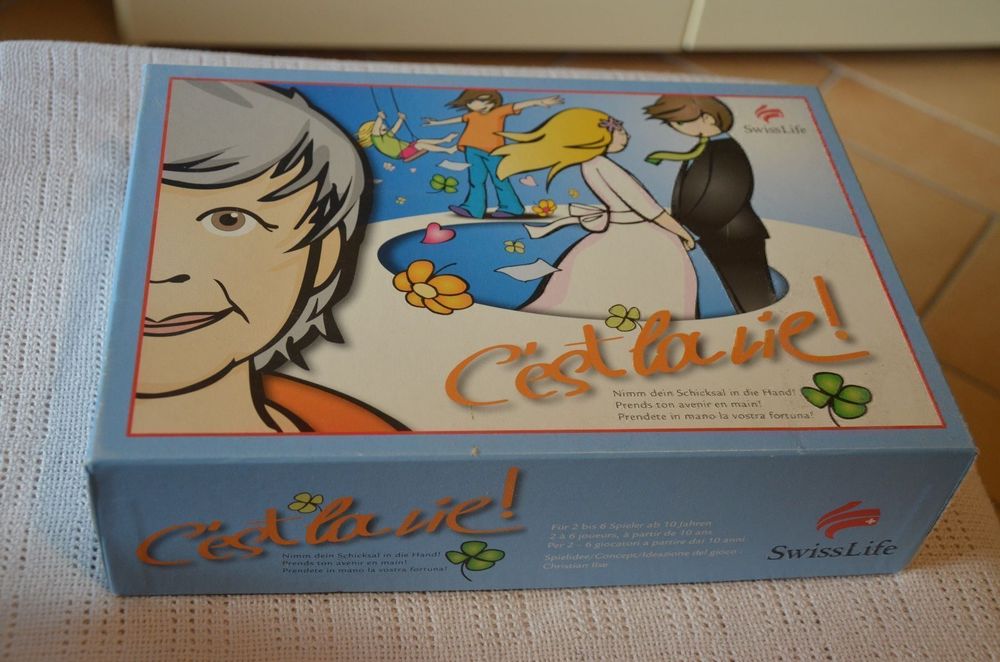 SwissLife
C'est la vie!
Nimm dein Schicksal in die Hand!
Prends ton avenir en main!
Prendete in mano la vostra fortuna!
C'est la vie!
Nimm dein Schicksal in die Hand!
Prends ton avenir en main!
Prendete in mano la vostra fortuna!
Für 2 bis 6 Spieler ab 10 Jahren
2 à 6 joueurs, à partir de 10 ans
Per 2 - 6 giocatori a partire dai 10 anni
Spielidee/Concept/Ideazione del gioco:
Christian Ilse
SwissLife